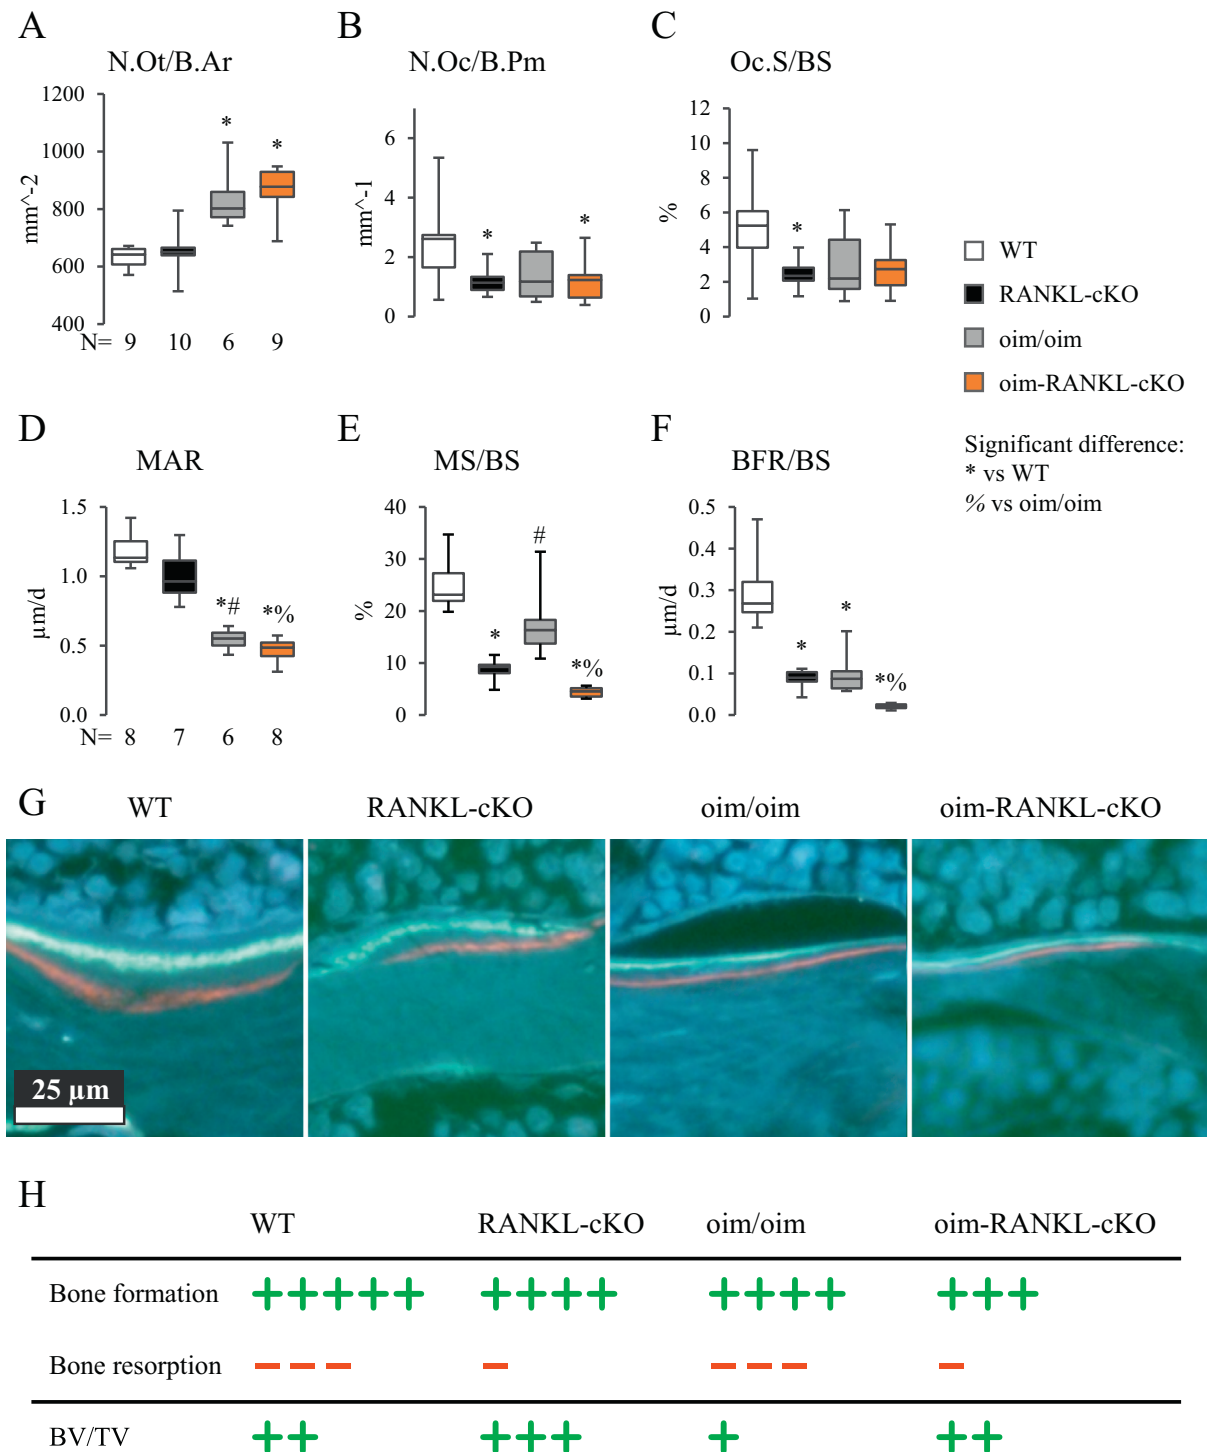 A
B
C
N.Ot/B.Ar
N.Oc/B.Pm
Oc.S/BS
mm^-2
1200
1000
800
600
400
* *
N= 9 10 6 9
mm^-1
6
4
2
0
* *
%
12
10
8
6
4
2
0
*
WT
RANKL-cKO
oim/oim
oim-RANKL-cKO
Significant difference:
* vs WT
% vs oim/oim
D
E
F
MAR
MS/BS
BFR/BS
µm/d
1.5
1.0
0.5
0.0
*# *%
N= 8 7 6 8
%
40
30
20
10
0
* # *%
µm/d
0.5
0.4
0.3
0.2
0.1
0.0
* * *%
G
WT RANKL-cKO oim/oim oim-RANKL-cKO
25 µm
H
WT RANKL-cKO oim/oim oim-RANKL-cKO
Bone formation +++++ ++++ ++++ +++
Bone resorption --- - --- -
BV/TV ++ +++ + ++